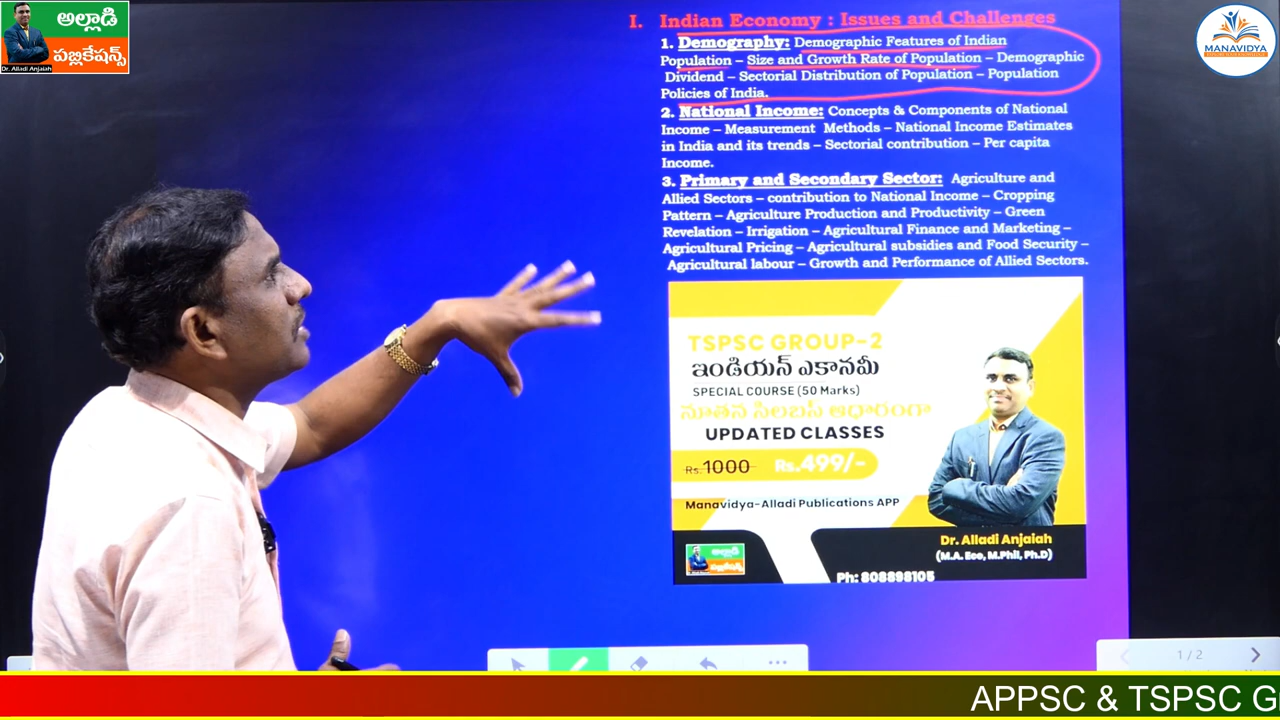 అల్లాడి
పబ్లికేషన్స్
Dr. Alladi Anjaiah
MANAVIDYA
I. Indian Economy : Issues and Challenges
1. Demography: Demographic Features of Indian
Population – Size and Growth Rate of Population – Demographic
Dividend – Sectorial Distribution of Population – Population
Policies of India.
2. National Income: Concepts & Components of National
Income – Measurement Methods – National Income Estimates
in India and its trends – Sectorial contribution – Per capita
Income.
3. Primary and Secondary Sector: Agriculture and
Allied Sectors – contribution to National Income – Cropping
Pattern – Agriculture Production and Productivity – Green
Revelation – Irrigation – Agricultural Finance and Marketing –
Agricultural Pricing – Agricultural subsidies and Food Security –
Agricultural labour – Growth and Performance of Allied Sectors.
TSPSC GROUP-2
ఇండియన్ ఎకానమీ
SPECIAL COURSE (50 Marks)
నూతన సిలబస్ ఆధారంగా
UPDATED CLASSES
Rs.1000 Rs.499/-
Manavidya-Alladi Publications APP
Dr. Alladi Anjaiah
(M.A. Eco, M.Phil, Ph.D)
అల్లాడి
పబ్లికేషన్స్
Ph: 808898105
1 / 2
APPSC & TSPSC G